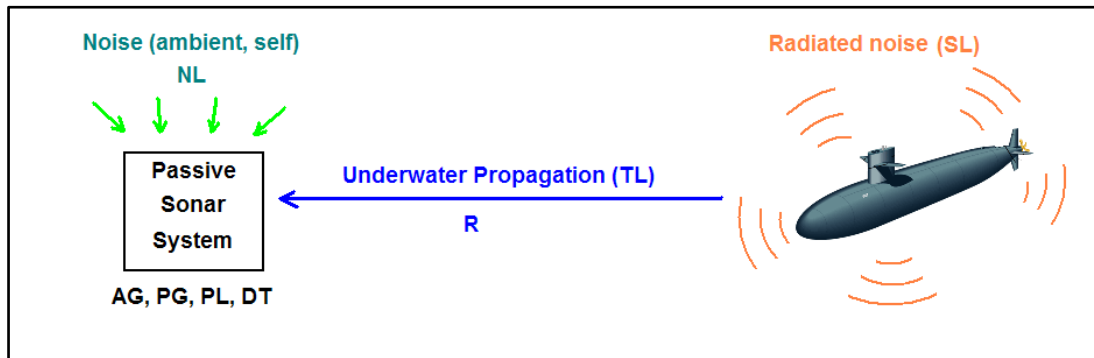 Noise (ambient, self)
NL
Radiated noise (SL)
Passive
Sonar
System
Underwater Propagation (TL)
R
AG, PG, PL, DT